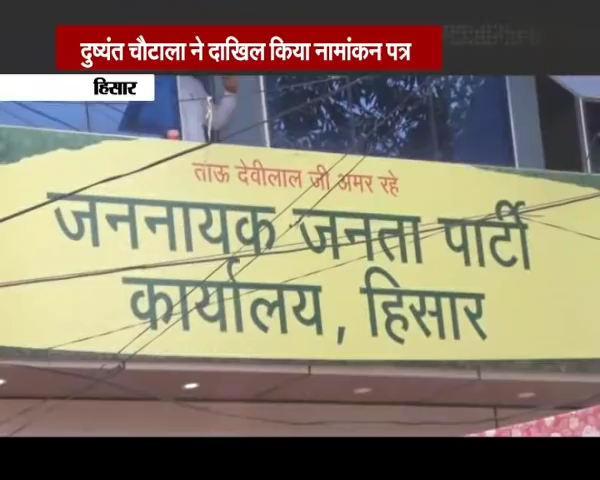 दुष्यंत चौटाला ने दाखिल किया नामांकन पत्र
हिसार
ताऊ देवीलाल जी अमर रहे
जननायक जनता पार्टी
कार्यालय, हिसार